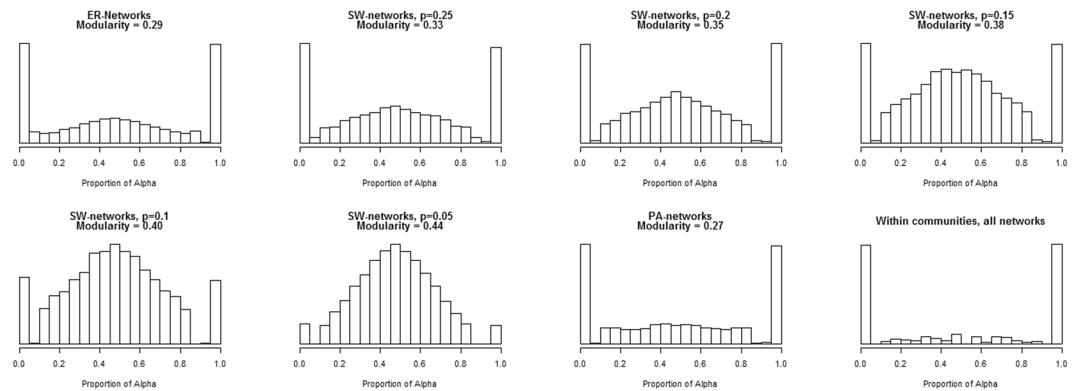 ER-Networks
Modularity = 0.29
0.0 0.2 0.4 0.6 0.8 1.0
Proportion of Alpha
SW-networks, p=0.25
Modularity = 0.33
0.0 0.2 0.4 0.6 0.8 1.0
Proportion of Alpha
SW-networks, p=0.2
Modularity = 0.35
0.0 0.2 0.4 0.6 0.8 1.0
Proportion of Alpha
SW-networks, p=0.15
Modularity = 0.38
0.0 0.2 0.4 0.6 0.8 1.0
Proportion of Alpha
SW-networks, p=0.1
Modularity = 0.40
0.0 0.2 0.4 0.6 0.8 1.0
Proportion of Alpha
SW-networks, p=0.05
Modularity = 0.44
0.0 0.2 0.4 0.6 0.8 1.0
Proportion of Alpha
PA-networks
Modularity = 0.27
0.0 0.2 0.4 0.6 0.8 1.0
Proportion of Alpha
Within communities, all networks
0.0 0.2 0.4 0.6 0.8 1.0
Proportion of Alpha